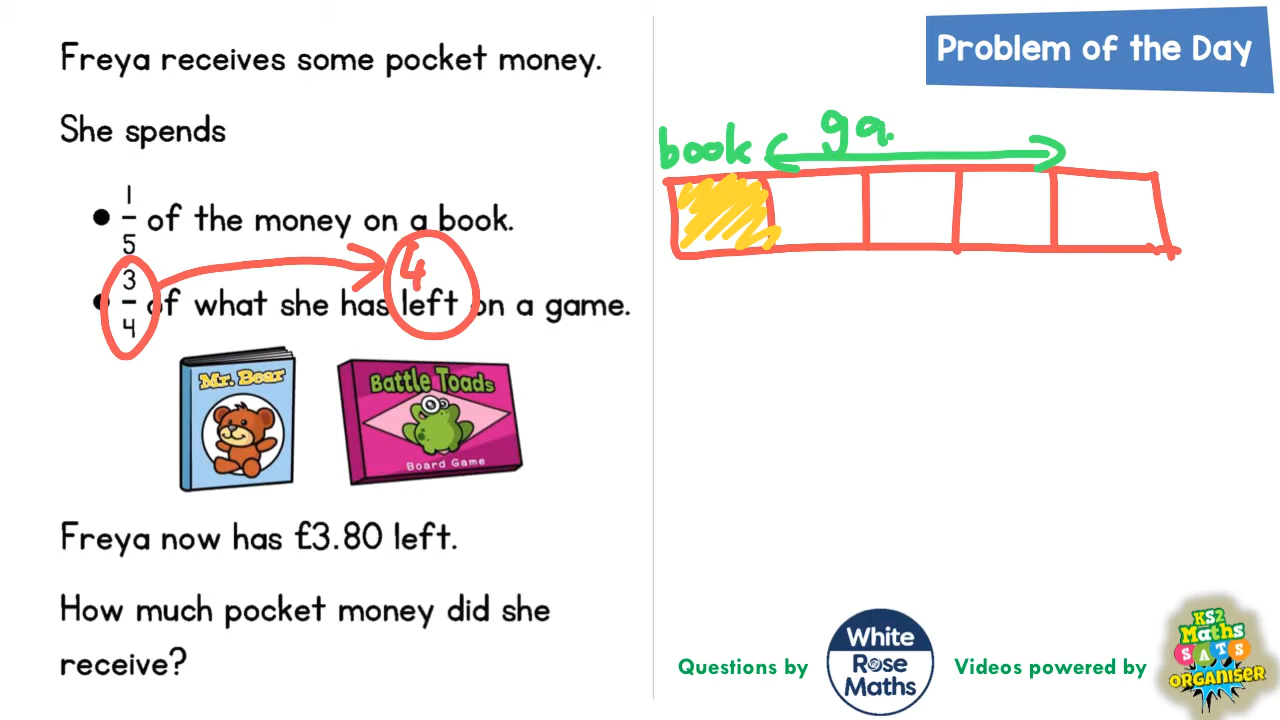 Freya receives some pocket money.
She spends
● 1/5 of the money on a book.
● 3/4 of what she has left on a game.
4
Mr. Bear
Battle Toads
Board Game
Freya now has £3.80 left.
How much pocket money did she
receive?
Problem of the Day
book ga.
Questions by
White
Rose
Maths
Videos powered by
KS2
Maths
SATS
ORGANISER